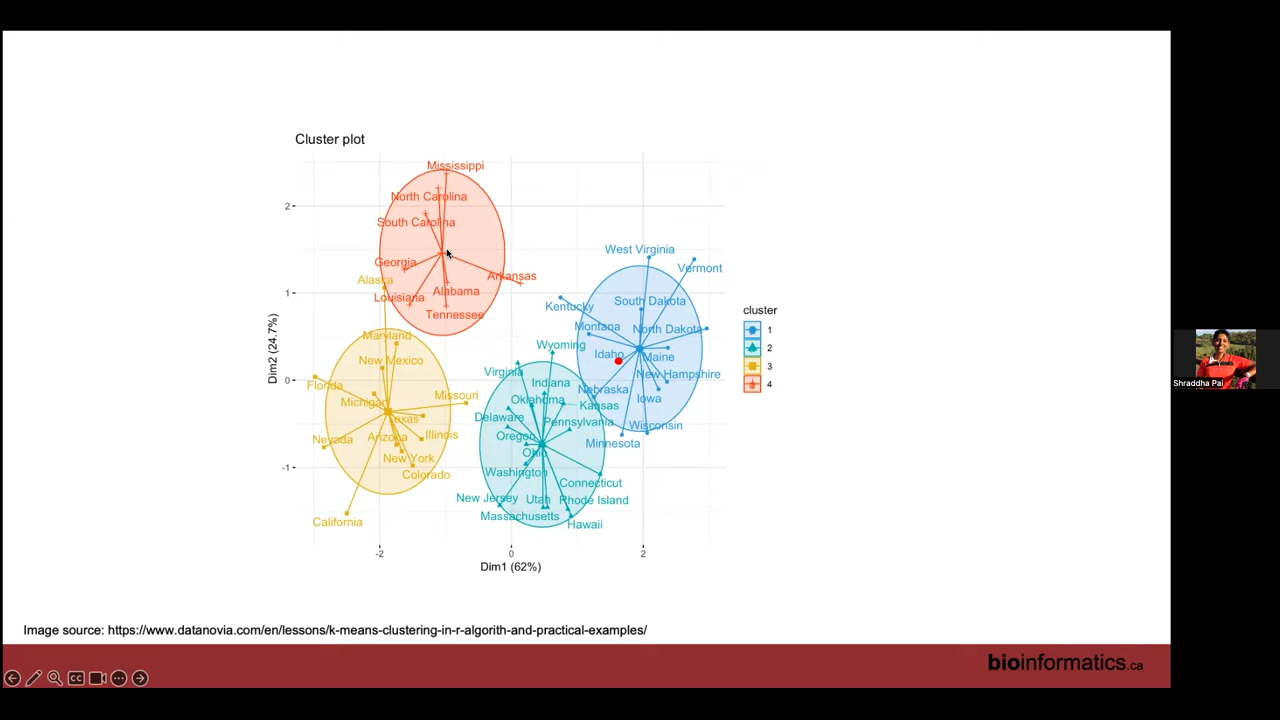 Cluster plot
Mississippi
North Carolina
South Carolina
Georgia
Arkansas
Alaska
Alabama
Louisiana
Tennessee
West Virginia
Vermont
South Dakota
Kentucky
Montana
North Dakota
Idaho
Maine
New Hampshire
Nebraska
Iowa
Wisconsin
Minnesota
Maryland
New Mexico
Florida
Missouri
Michigan
Texas
Nevada
Arizona
Illinois
New York
Colorado
California
Wyoming
Virginia
Indiana
Oklahoma
Kansas
Delaware
Pennsylvania
Oregon
Ohio
Washington
Connecticut
New Jersey
Utah
Rhode Island
Massachusetts
Hawaii
2
1
0
-1
Dim2 (24.7%)
-2
0
2
Dim1 (62%)
cluster
1
2
3
4
Shraddha Pai
Image source: https://www.datanovia.com/en/lessons/k-means-clustering-in-r-algorith-and-practical-examples/
bioinformatics.ca
CC